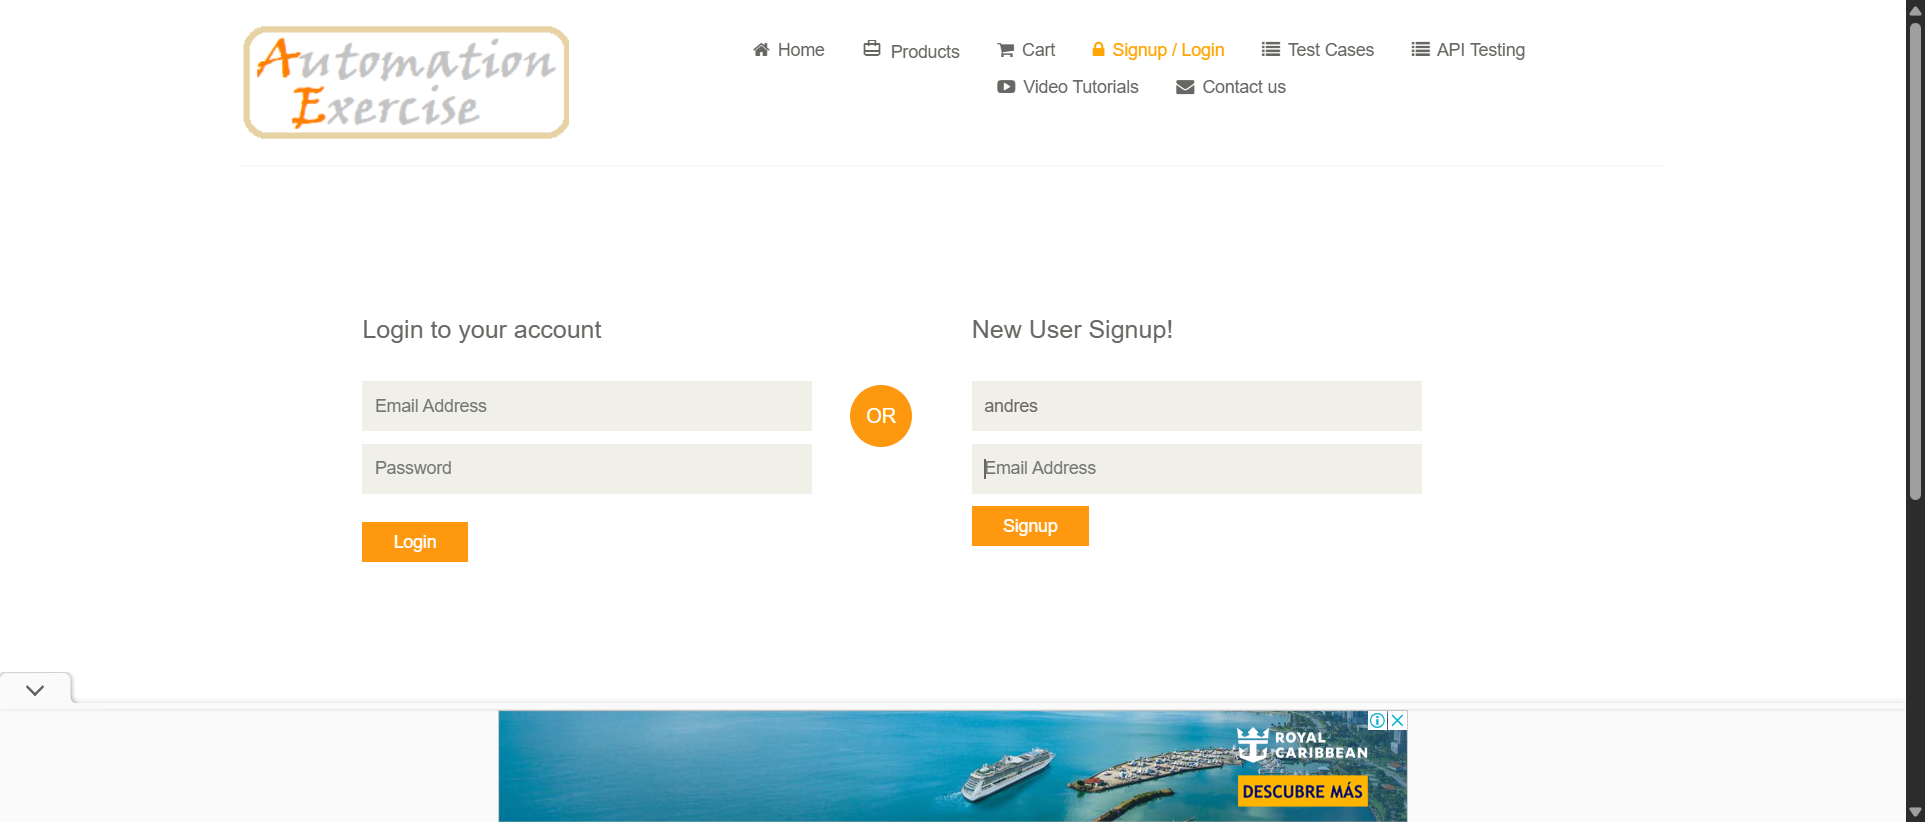 Automation
Exercise
Home
Products
Cart
Signup / Login
Test Cases
API Testing
Video Tutorials
Contact us
Login to your account
Email Address
Password
Login
OR
New User Signup!
andres
Email Address
Signup
ROYAL
CARIBBEAN
DESCUBRE MÁS